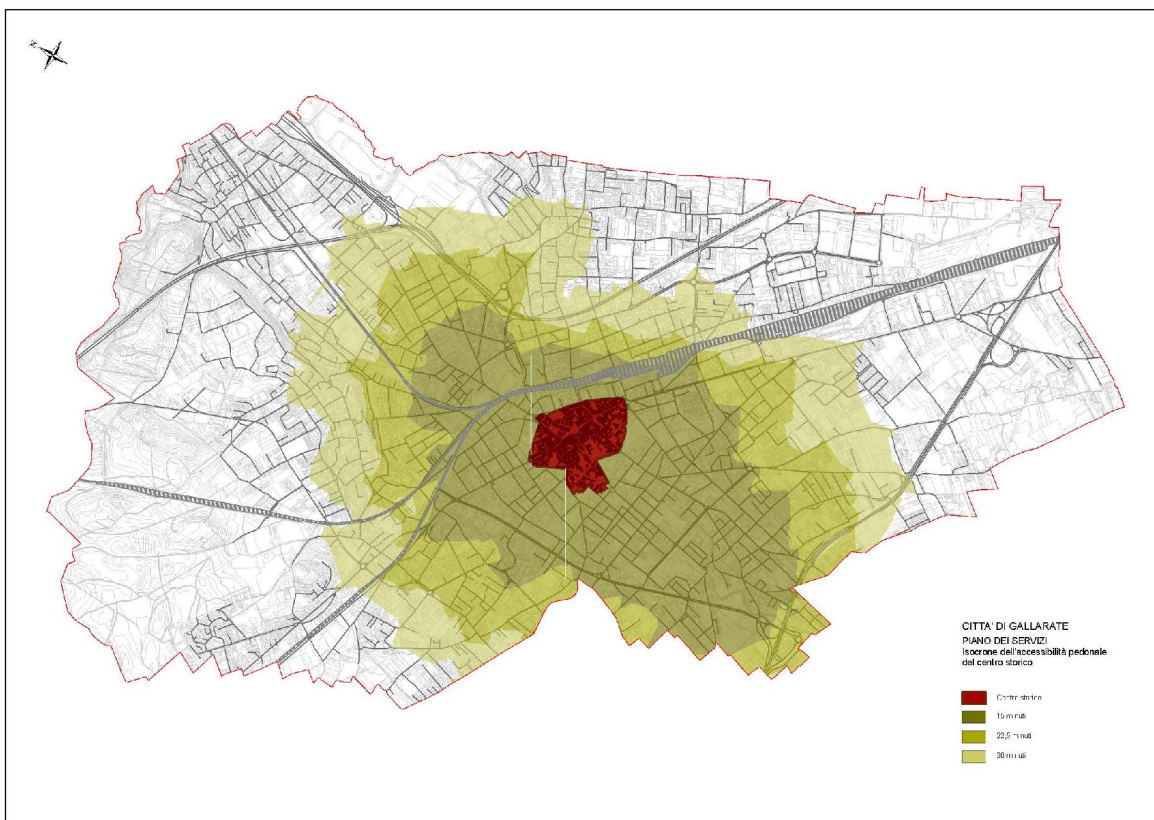 N
CITTA' DI GALLARATE
PIANO DEI SERVIZI
Isocrone dell'accessibilità pedonale
del centro storico
Centro storico
15 minuti
22,5 minuti
30 minuti